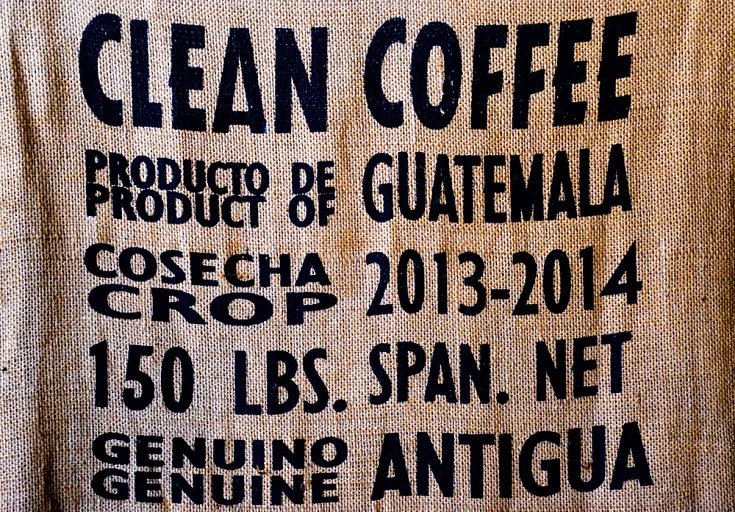 CLEAN COFFEE
PRODUCTO DE
PRODUCT OF
GUATEMALA
COSECHA
CROP
2013-2014
150 LBS. SPAN. NET
GENUINO
GENUINE
ANTIGUA